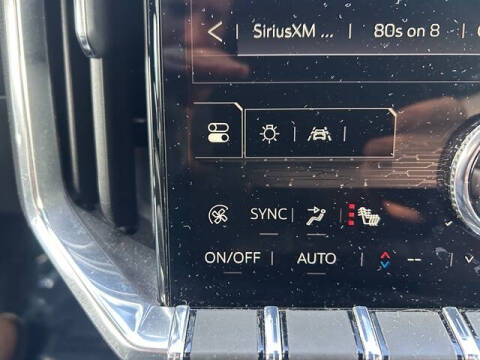 SiriusXM ... 80s on 8
SYNC
ON/OFF AUTO --